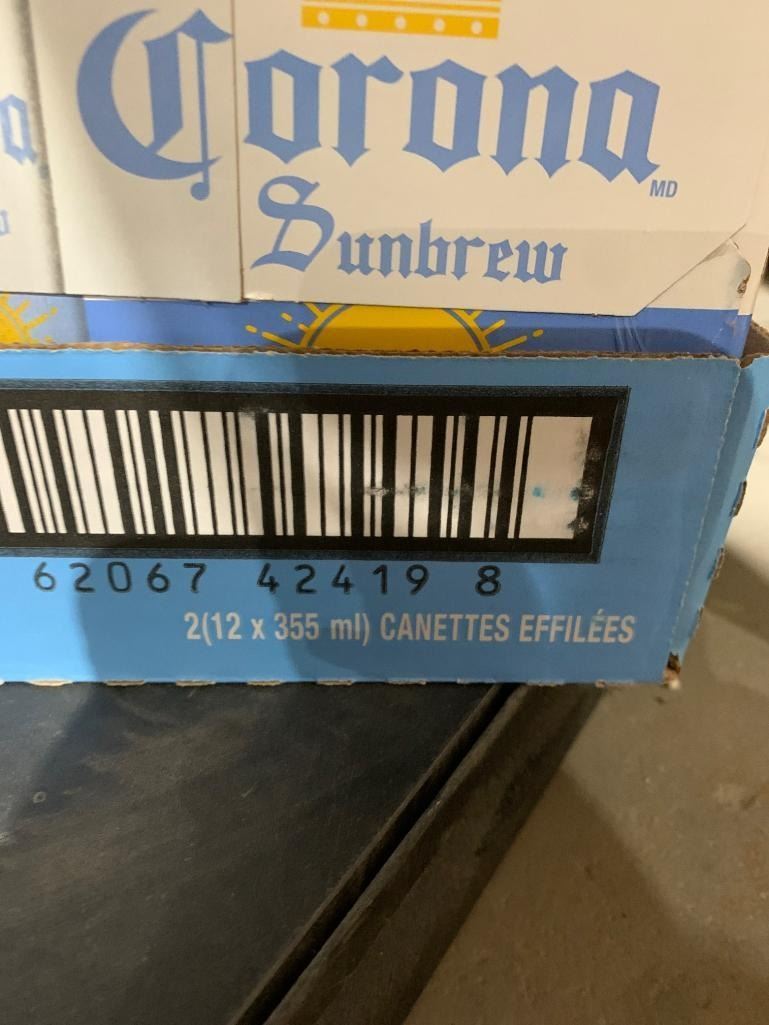 Corona
MD
Sunbrew
62067 42419 8
2(12 x 355 ml) CANETTES EFFILÉES